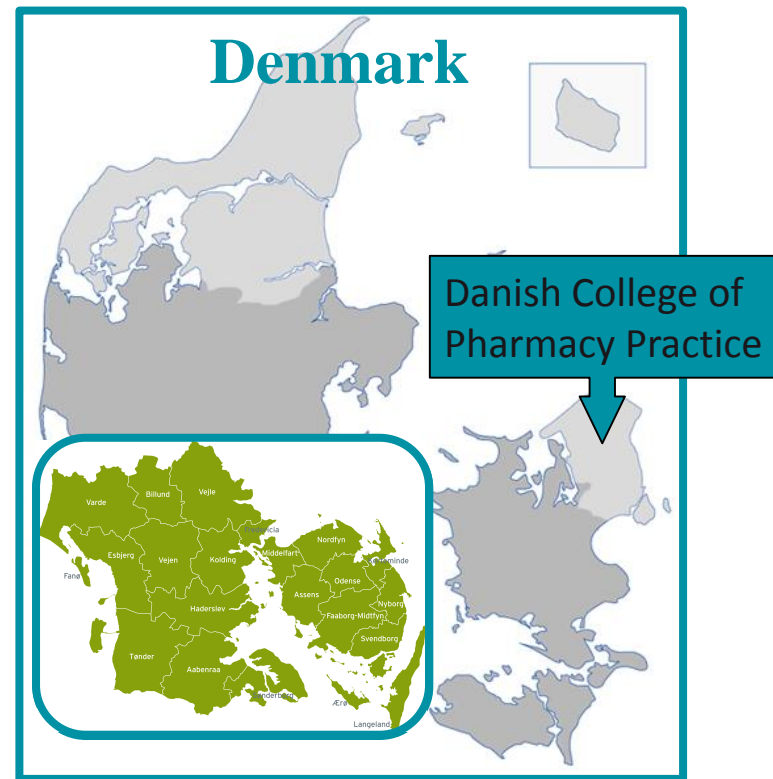 Denmark
Danish College of
Pharmacy Practice
Varde
Billund
Vejle
Fredericia
Nordfyn
Middelfart
Kerteminde
Esbjerg
Vejen
Kolding
Odense
Fanø
Assens
Nyborg
Haderslev
Faaborg-Midtfyn
Svendborg
Tønder
Aabenraa
Sønderborg
Ærø
Langeland